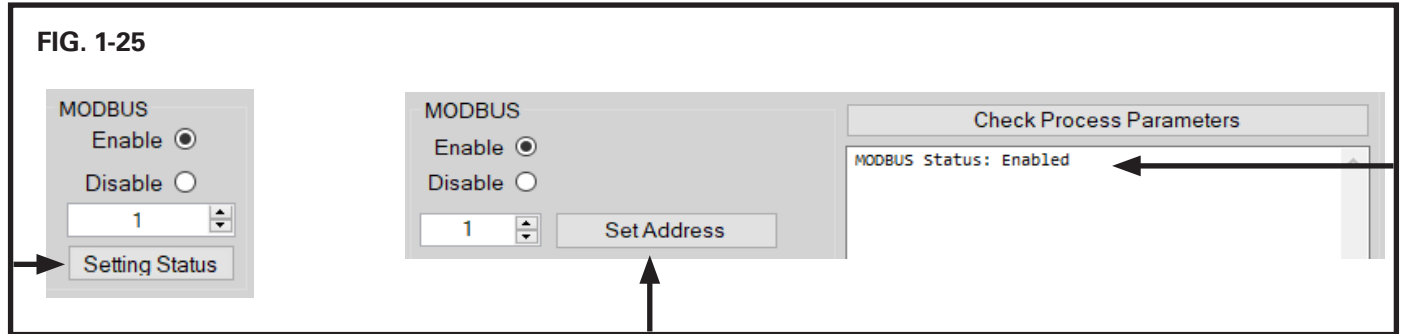 FIG. 1-25
MODBUS
Enable
Disable
1
Setting Status
MODBUS
Enable
Disable
1
Set Address
Check Process Parameters
MODBUS Status: Enabled